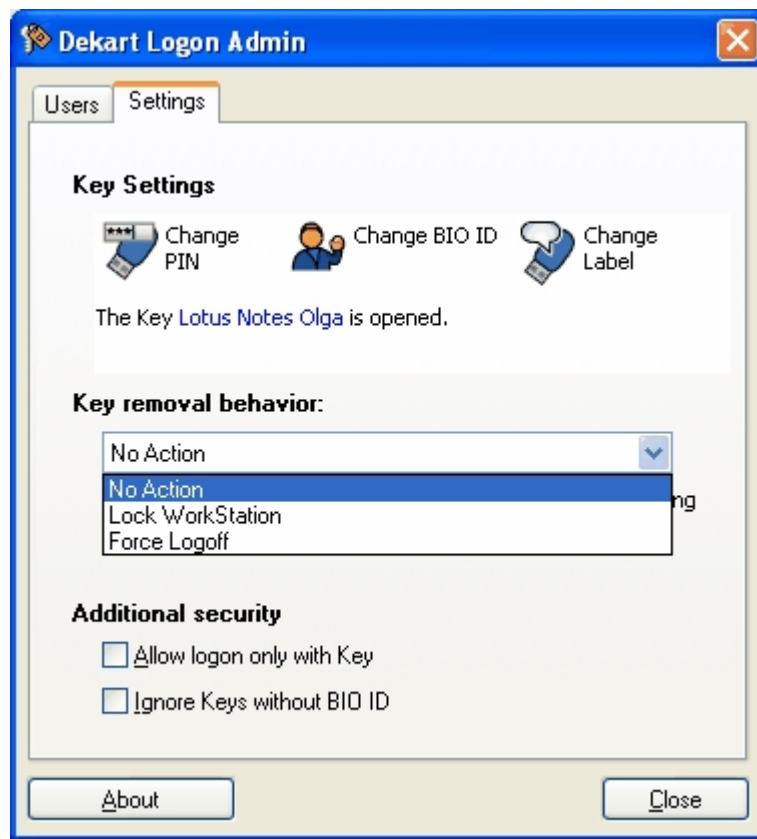 Dekart Logon Admin
Users
Settings
Key Settings
***
Change PIN
Change BIO ID
Change Label
The Key Lotus Notes Olga is opened.
Key removal behavior:
No Action
No Action
Lock WorkStation
Force Logoff
ng
Additional security
Allow logon only with Key
Ignore Keys without BIO ID
About
Close